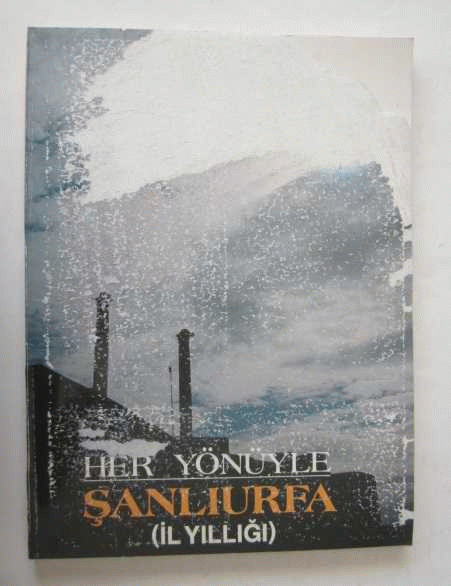 HER YÖNÜYLE
ŞANLIURFA
(İL YILLIĞI)